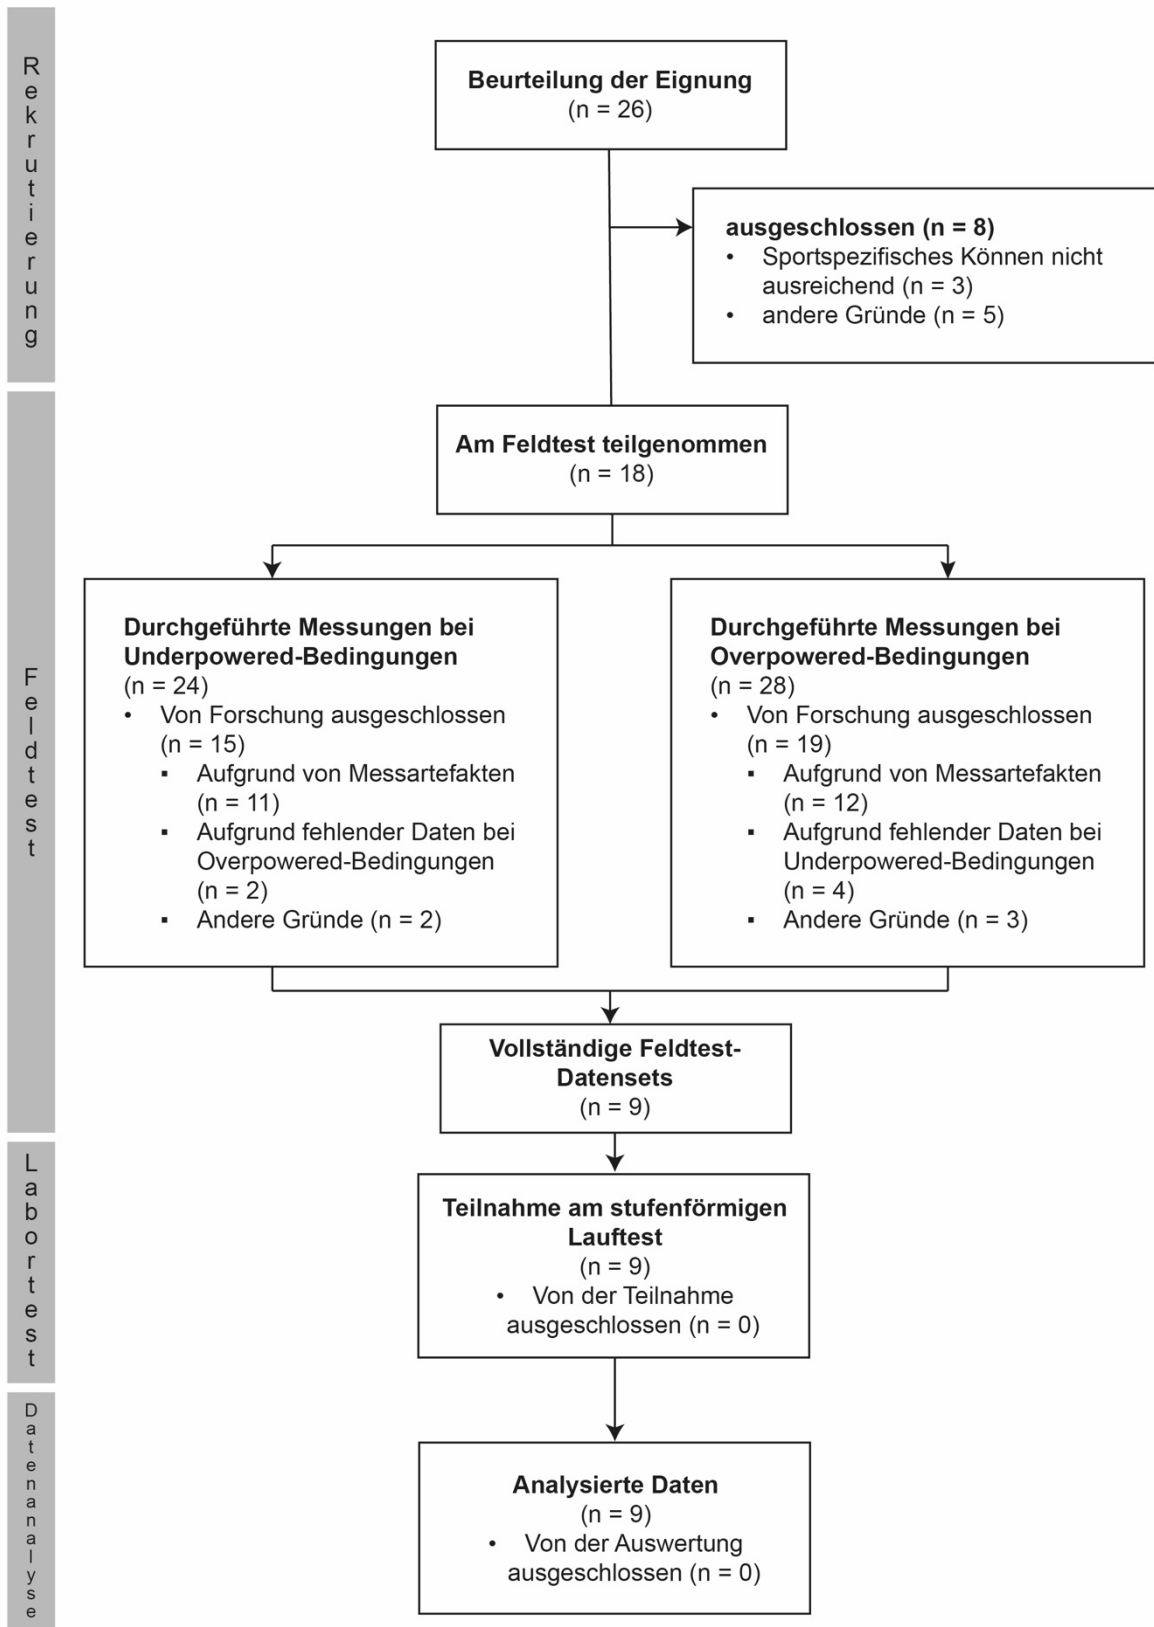 Rekrutierung
Beurteilung der Eignung
(n = 26)
ausgeschlossen (n = 8)
• Sportspezifisches Können nicht
ausreichend (n = 3)
• andere Gründe (n = 5)
Feldtest
Am Feldtest teilgenommen
(n = 18)
Durchgeführte Messungen bei
Underpowered-Bedingungen
(n = 24)
• Von Forschung ausgeschlossen
(n = 15)
▪ Aufgrund von Messartefakten
(n = 11)
▪ Aufgrund fehlender Daten bei
Overpowered-Bedingungen
(n = 2)
▪ Andere Gründe (n = 2)
Durchgeführte Messungen bei
Overpowered-Bedingungen
(n = 28)
• Von Forschung ausgeschlossen
(n = 19)
▪ Aufgrund von Messartefakten
(n = 12)
▪ Aufgrund fehlender Daten bei
Underpowered-Bedingungen
(n = 4)
▪ Andere Gründe (n = 3)
Vollständige Feldtest-
Datensets
(n = 9)
Labortest
Teilnahme am stufenförmigen
Lauftest
(n = 9)
• Von der Teilnahme
ausgeschlossen (n = 0)
Datenanalyse
Analysierte Daten
(n = 9)
• Von der Auswertung
ausgeschlossen (n = 0)